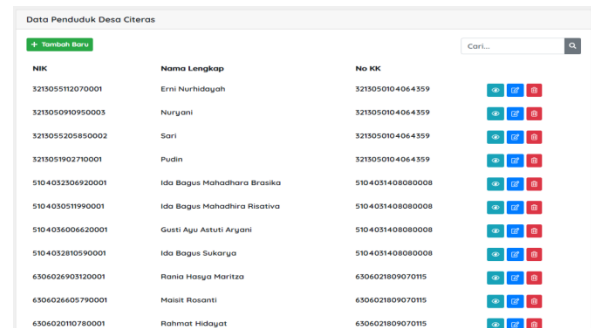 Data Penduduk Desa Citeras
+ Tambah Baru Cari...
NIK Nama Lengkap No KK
3213055112070001 Erni Nurhidayah 3213050104064359
3213050910950003 Nuryani 3213050104064359
3213055205850002 Sari 3213050104064359
3213051902710001 Pudin 3213050104064359
5104032306920001 Ida Bagus Mahadhara Brasika 5104031408080008
5104030511990001 Ida Bagus Mahadhira Risativa 5104031408080008
5104036006620001 Gusti Ayu Astuti Aryani 5104031408080008
5104032810590001 Ida Bagus Sukarya 5104031408080008
6306026903120001 Rania Hasya Maritza 6306021809070115
6306026605790001 Maisit Rosanti 6306021809070115
6306020110780001 Rahmat Hidayat 6306021809070115